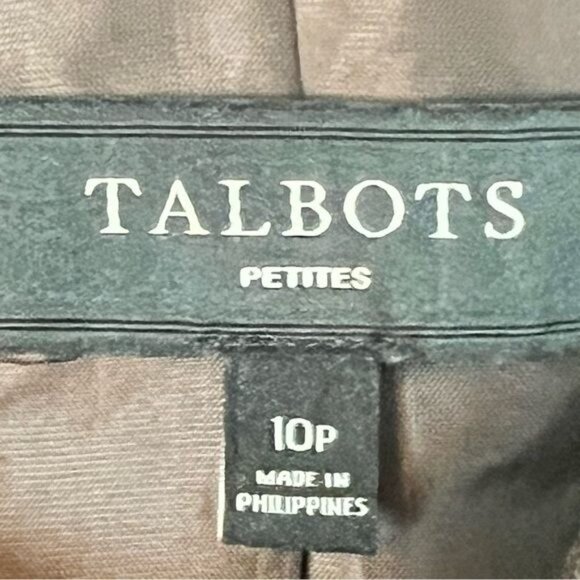 TALBOTS
PETITES
10P
MADE IN
PHILIPPINES